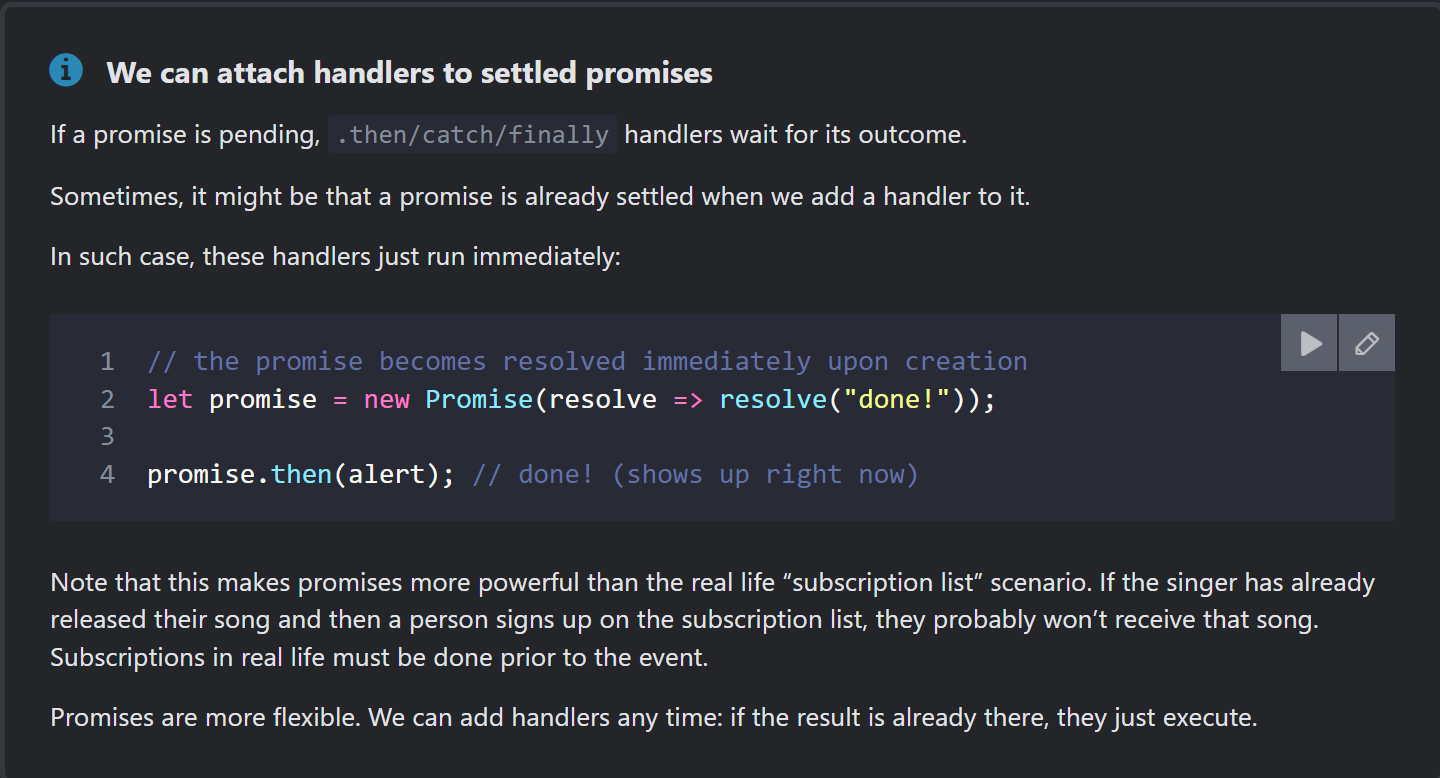 We can attach handlers to settled promises
If a promise is pending, .then/catch/finally handlers wait for its outcome.
Sometimes, it might be that a promise is already settled when we add a handler to it.
In such case, these handlers just run immediately:
1 // the promise becomes resolved immediately upon creation
2 let promise = new Promise(resolve => resolve("done!"));
3
4 promise.then(alert); // done! (shows up right now)
Note that this makes promises more powerful than the real life “subscription list” scenario. If the singer has already
released their song and then a person signs up on the subscription list, they probably won’t receive that song.
Subscriptions in real life must be done prior to the event.
Promises are more flexible. We can add handlers any time: if the result is already there, they just execute.